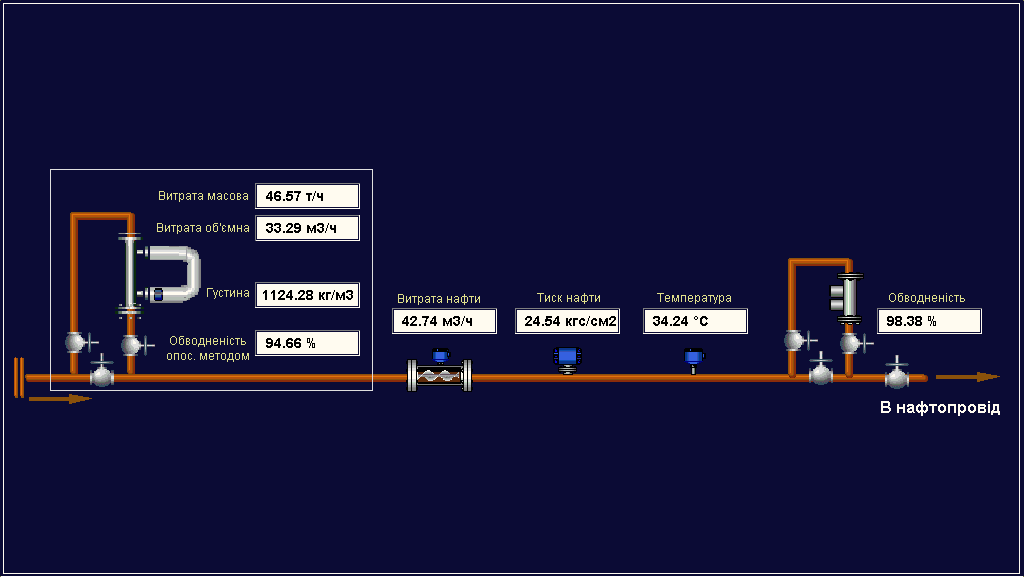 Витрата масова 46.57 т/ч
Витрата об'ємна 33.29 м3/ч
Густина 1124.28 кг/м3
Обводненість
опос. методом 94.66 %
Витрата нафти
42.74 м3/ч
Тиск нафти
24.54 кгс/см2
Температура
34.24 °C
Обводненість
98.38 %
В нафтопровід